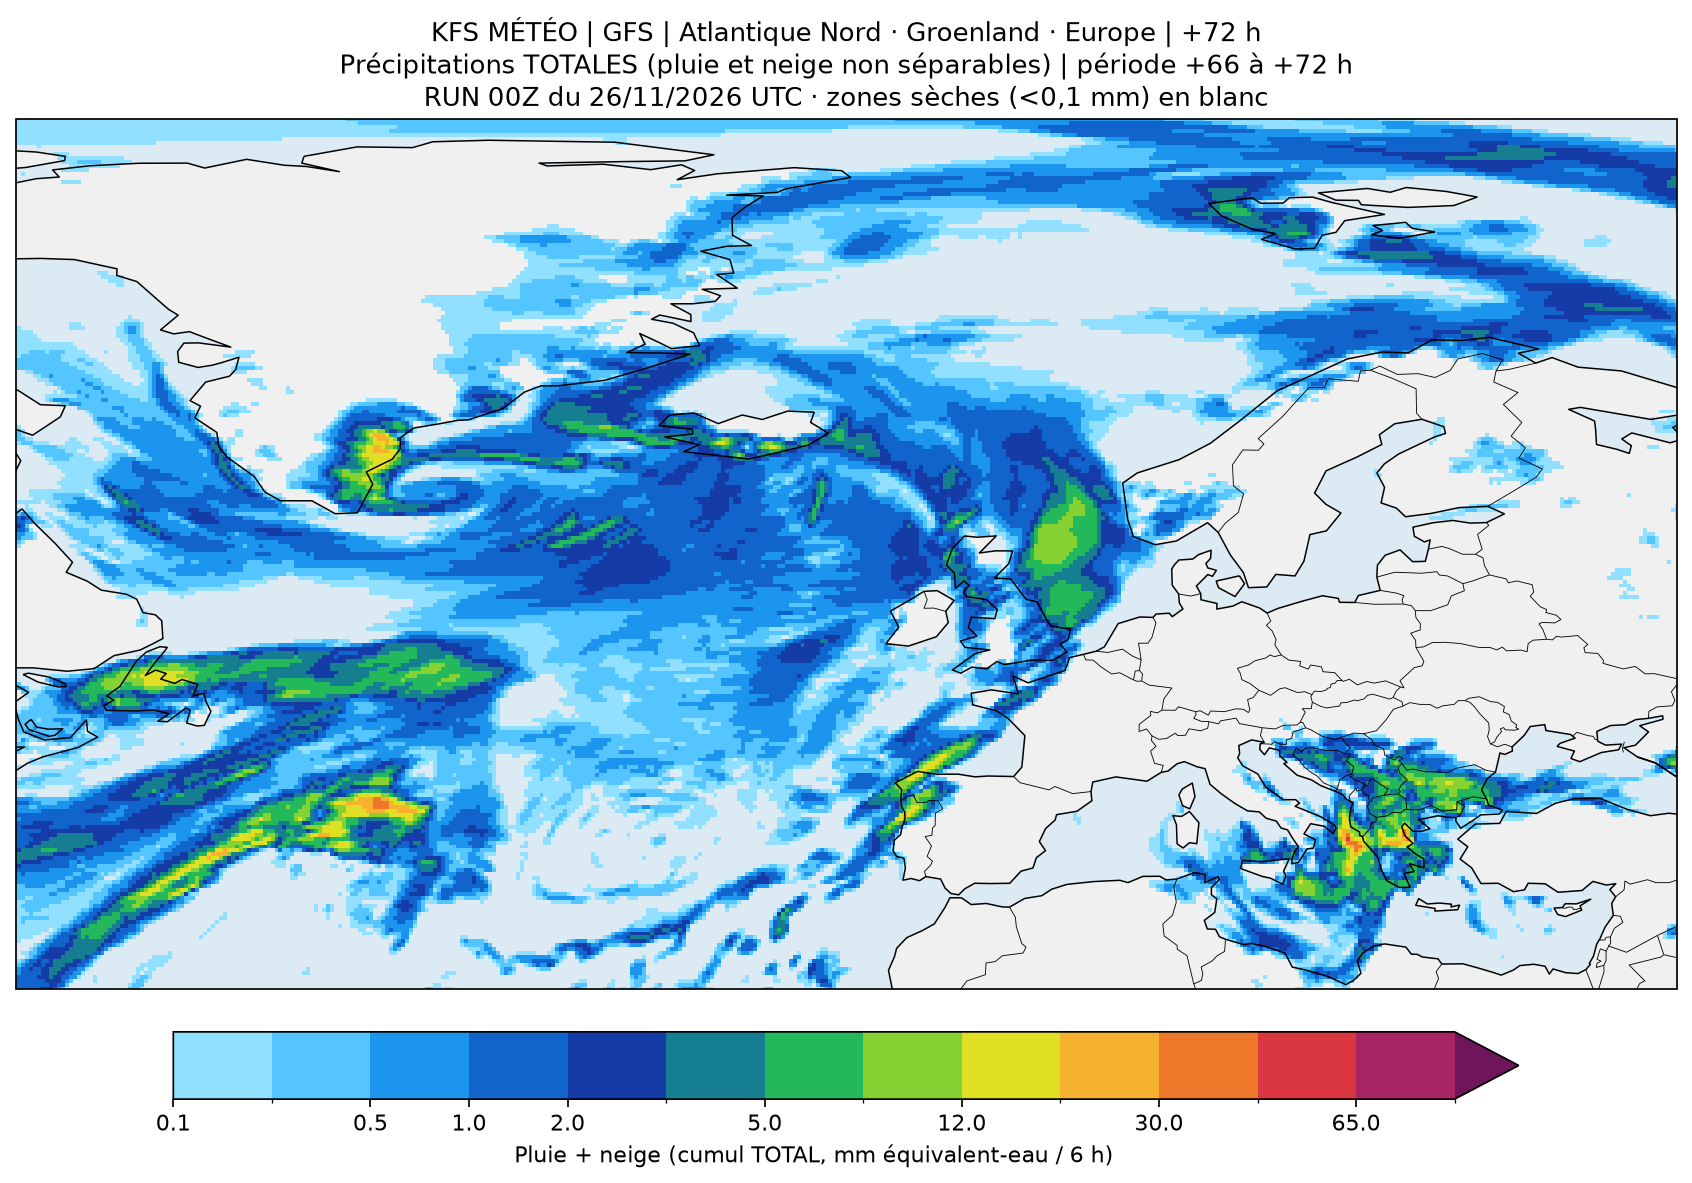 KFS MÉTÉO | GFS | Atlantique Nord · Groenland · Europe | +72 h
Précipitations TOTALES (pluie et neige non séparables) | période +66 à +72 h
RUN 00Z du 26/11/2026 UTC · zones sèches (<0,1 mm) en blanc
0.1 0.5 1.0 2.0 5.0 12.0 30.0 65.0
Pluie + neige (cumul TOTAL, mm équivalent-eau / 6 h)